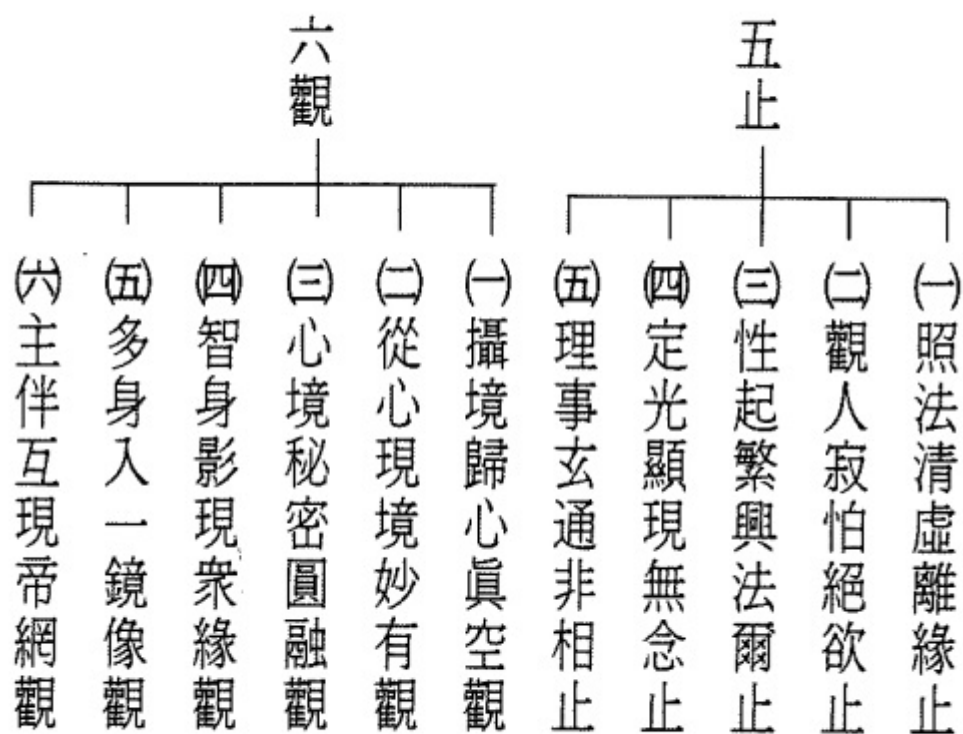 五止
㈠照法清虛離緣止
㈡觀人寂怕絕欲止
㈢性起繁興法爾止
㈣定光顯現無念止
㈤理事玄通非相止
六觀
㈠攝境歸心眞空觀
㈡從心現境妙有觀
㈢心境秘密圓融觀
㈣智身影現衆緣觀
㈤多身入一鏡像觀
㈥主伴互現帝網觀